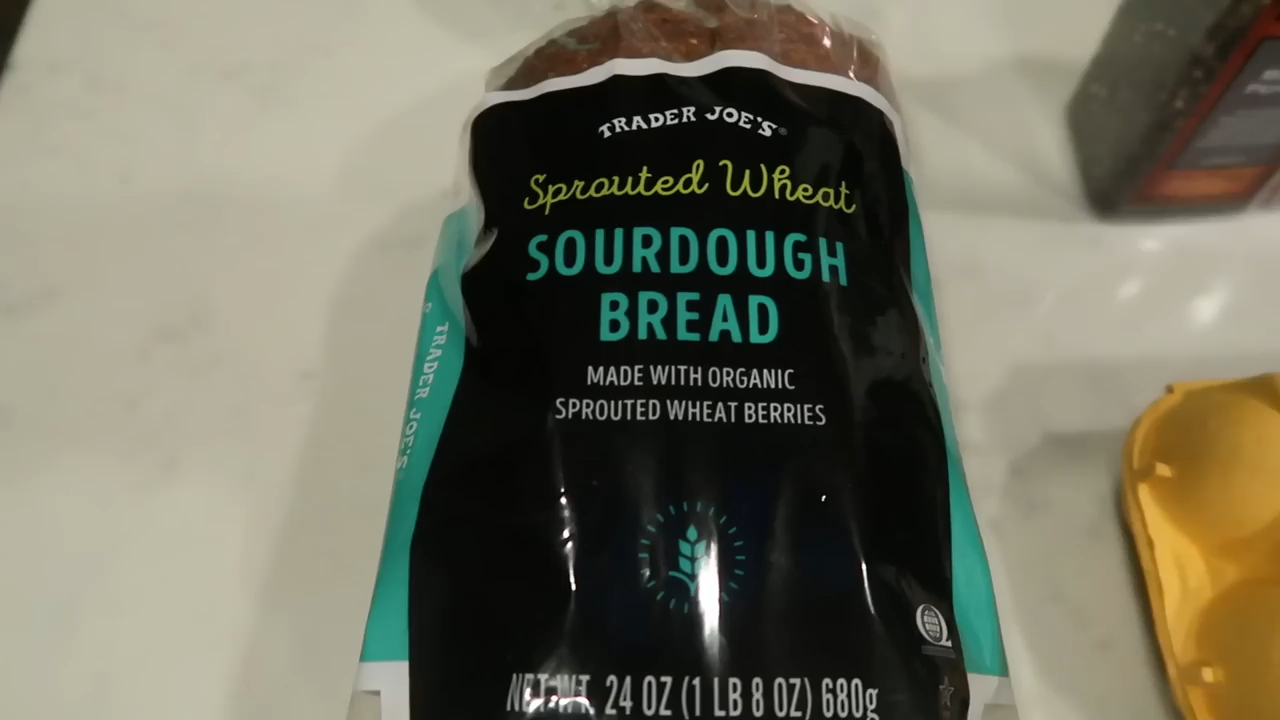 TRADER JOE'S®
Sprouted Wheat
SOURDOUGH
BREAD
MADE WITH ORGANIC
SPROUTED WHEAT BERRIES
NET WT. 24 OZ (1 LB 8 OZ) 680g
TRADER JOE'S